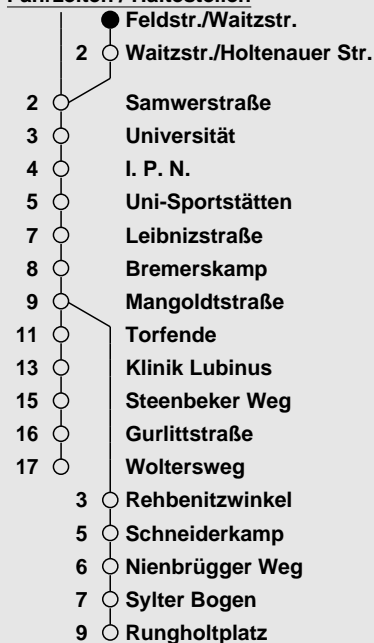 Fahrzeiten / Haltestellen
Feldstr./Waitzstr.
2 Waitzstr./Holtenauer Str.
2 Samwerstraße
3 Universität
4 I. P. N.
5 Uni-Sportstätten
7 Leibnizstraße
8 Bremerskamp
9 Mangoldtstraße
11 Torfende
13 Klinik Lubinus
15 Steenbeker Weg
16 Gurlittstraße
17 Woltersweg
3 Rehbenitzwinkel
5 Schneiderkamp
6 Nienbrügger Weg
7 Sylter Bogen
9 Rungholtplatz